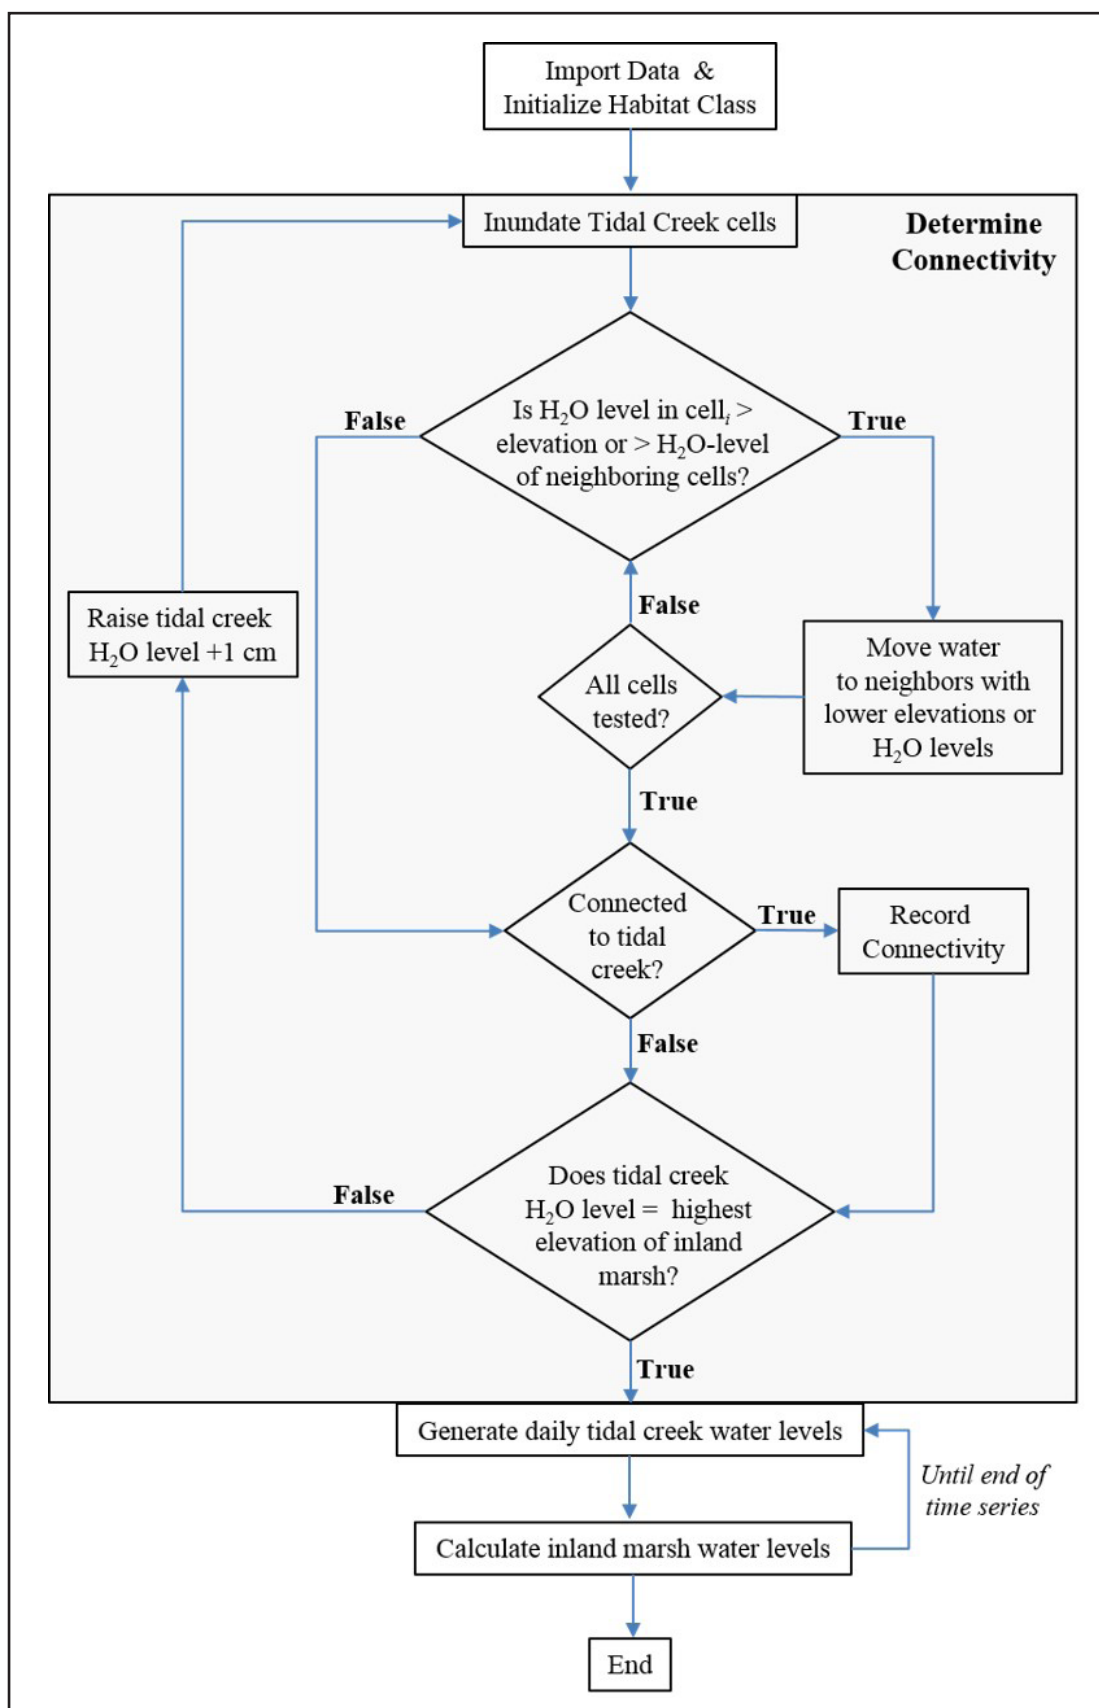 Import Data &
Initialize Habitat Class
Inundate Tidal Creek cells
Determine
Connectivity
Is H₂O level in cellᵢ >
elevation or > H₂O-level
of neighboring cells?
False
True
Raise tidal creek
H₂O level +1 cm
False
All cells
tested?
Move water
to neighbors with
lower elevations or
H₂O levels
True
Connected
to tidal
creek?
True
Record
Connectivity
False
Does tidal creek
H₂O level = highest
elevation of inland
marsh?
False
True
Generate daily tidal creek water levels
Until end of
time series
Calculate inland marsh water levels
End